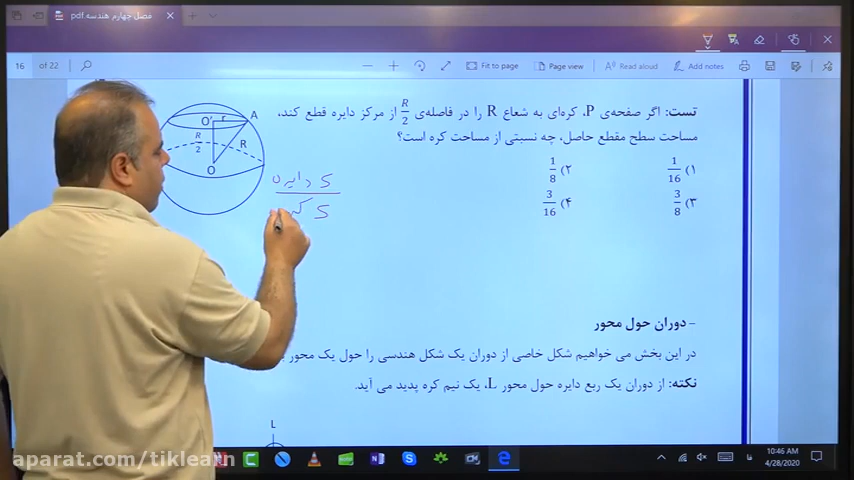 فصل چهارم هندسه.pdf
16 of 22
Fit to page
Page view
Read aloud
Add notes
تست: اگر صفحه‌ی P، کره‌ای به شعاع R را در فاصله‌ی R/2 از مرکز دایره قطع کند،
مساحت سطح مقطع حاصل، چه نسبتی از مساحت کره است؟
۱) 1/16
۲) 1/8
۳) 3/8
۴) 3/16
O' r A
R/2 R
O
S دایره
S
- دوران حول محور
در این بخش می خواهیم شکل خاصی از دوران یک شکل هندسی را حول یک محور
نکته: از دوران یک ربع دایره حول محور L، یک نیم کره پدید می آید.
L
10:46 AM
4/28/2020
aparat.com/tiklearn